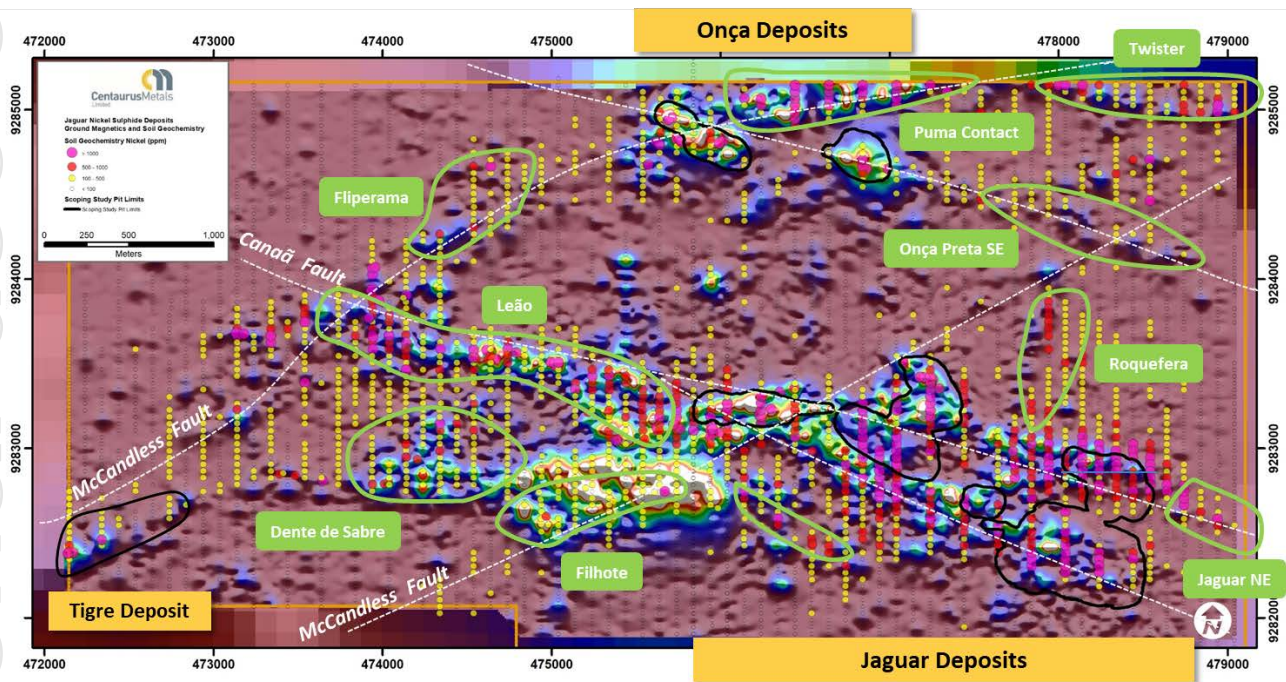 Onça Deposits
472000
473000
474000
475000
478000
479000
Twister
CentaurusMetals
Limited
Jaguar Nickel Sulphide Deposits
Ground Magnetics and Soil Geochemistry
Soil Geochemistry Nickel (ppm)
> 1000
500 - 1000
100 - 500
< 100
Scoping Study Pit Limits
Scoping Study Pit Limits
0 250 500 1,000
Meters
9285000
9285000
Puma Contact
Fliperama
Canaã Fault
Onça Preta SE
9284000
9284000
Leão
Roquefera
McCandless Fault
9283000
9283000
Dente de Sabre
Filhote
Jaguar NE
McCandless Fault
Tigre Deposit
9282000
N
Jaguar Deposits
472000
473000
474000
475000
479000